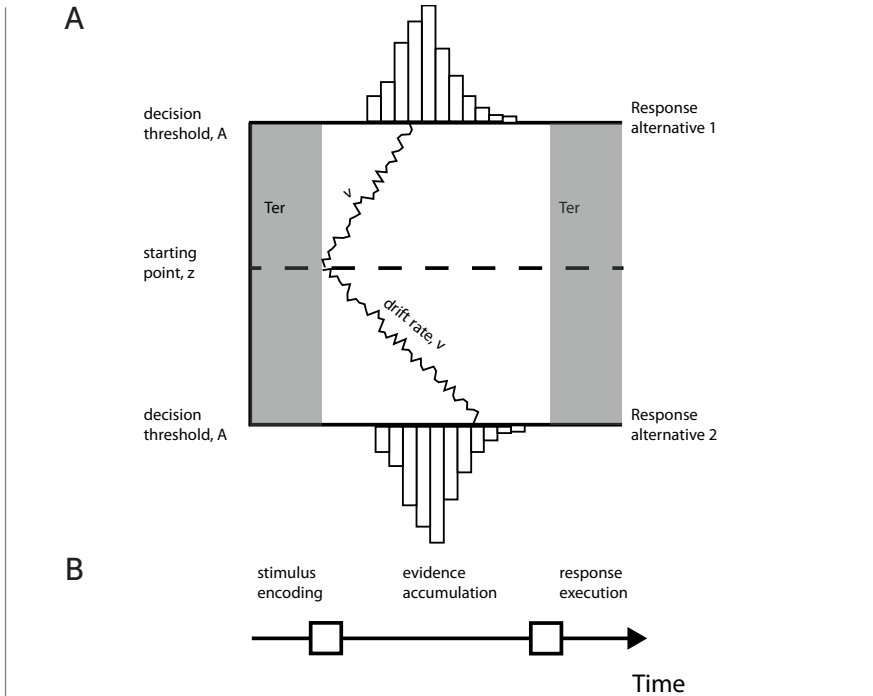 A
decision
threshold, A
Response
alternative 1
v
Ter
Ter
starting
point, z
drift rate, v
decision
threshold, A
Response
alternative 2
B
stimulus
encoding
evidence
accumulation
response
execution
Time